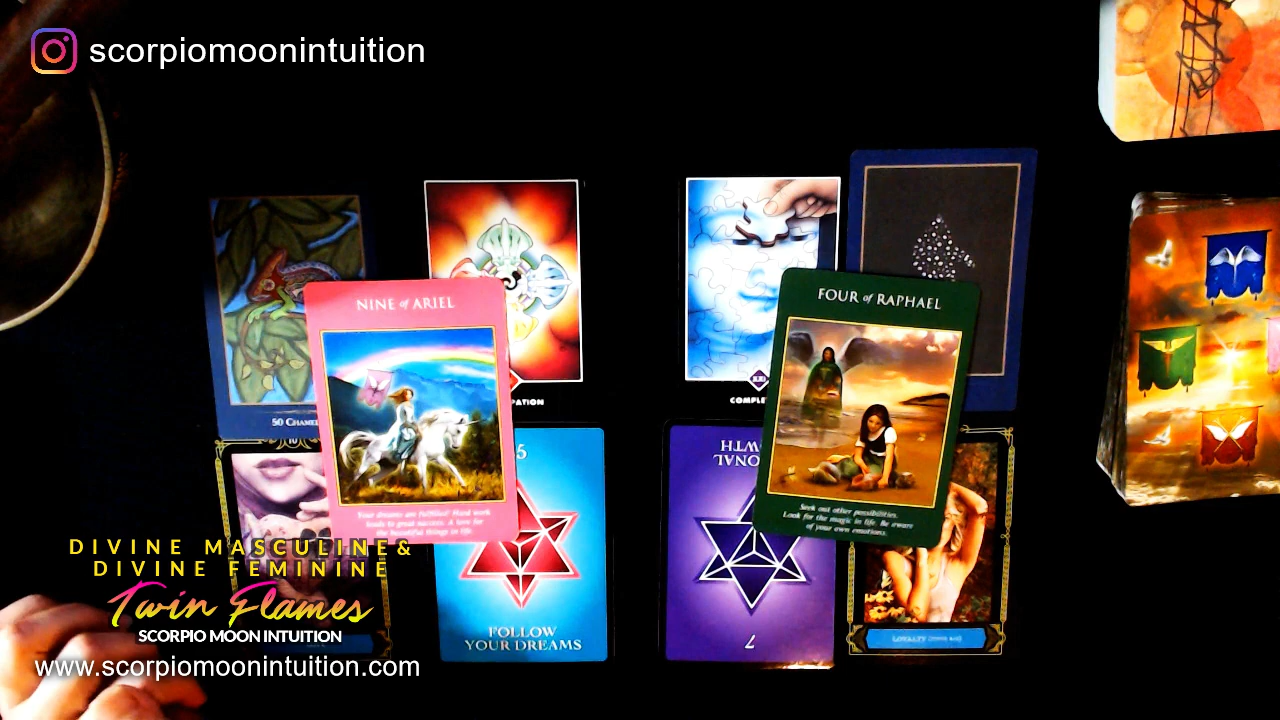 scorpiomoonintuition
NINE of ARIEL
Your dreams are fulfilled! Hard work
leads to great success. A love for
the beautiful things in life.
FOUR of RAPHAEL
Seek out other possibilities.
Look for the magic in life. Be aware
of your own emotions.
50
10
5
FOLLOW
YOUR DREAMS
7
LOYALTY
DIVINE MASCULINE&
DIVINE FEMININE
Twin Flames
SCORPIO MOON INTUITION
www.scorpiomoonintuition.com